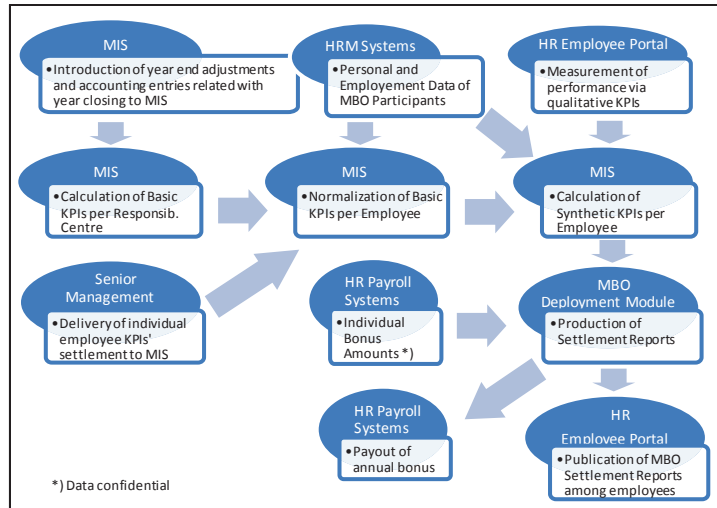 MIS
•Introduction of year end adjustments
and accounting entries related with
year closing to MIS
HRM Systems
•Personal and
Employement Data of
MBO Participants
HR Employee Portal
•Measurement of
performance via
qualitative KPIs
MIS
•Calculation of Basic
KPIs per Responsib.
Centre
MIS
•Normalization of Basic
KPIs per Employee
MIS
•Calculation of
Synthetic KPIs per
Employee
Senior
Management
•Delivery of individual
employee KPIs'
settlement to MIS
HR Payroll
Systems
•Individual
Bonus
Amounts *)
MBO
Deployment Module
•Production of
Settlement Reports
HR Payroll
Systems
•Payout of
annual bonus
HR
Employee Portal
•Publication of MBO
Settlement Reports
among employees
*) Data confidential